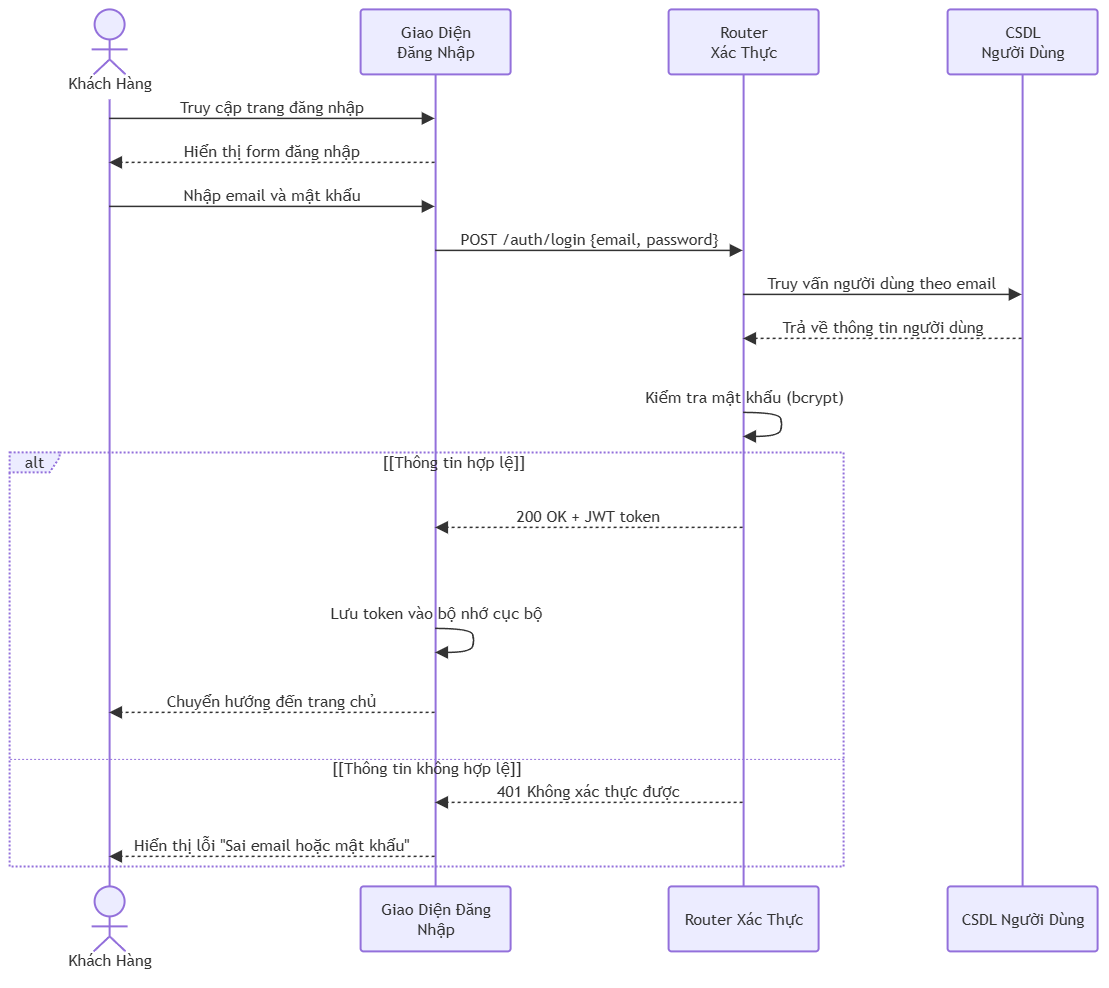 Khách Hàng
Giao Diện
Đăng Nhập
Router
Xác Thực
CSDL
Người Dùng
Truy cập trang đăng nhập
Hiển thị form đăng nhập
Nhập email và mật khẩu
POST /auth/login {email, password}
Truy vấn người dùng theo email
Trả về thông tin người dùng
Kiểm tra mật khẩu (bcrypt)
alt
[[Thông tin hợp lệ]]
200 OK + JWT token
Lưu token vào bộ nhớ cục bộ
Chuyển hướng đến trang chủ
[[Thông tin không hợp lệ]]
401 Không xác thực được
Hiển thị lỗi "Sai email hoặc mật khẩu"
Khách Hàng
Giao Diện Đăng
Nhập
Router Xác Thực
CSDL Người Dùng